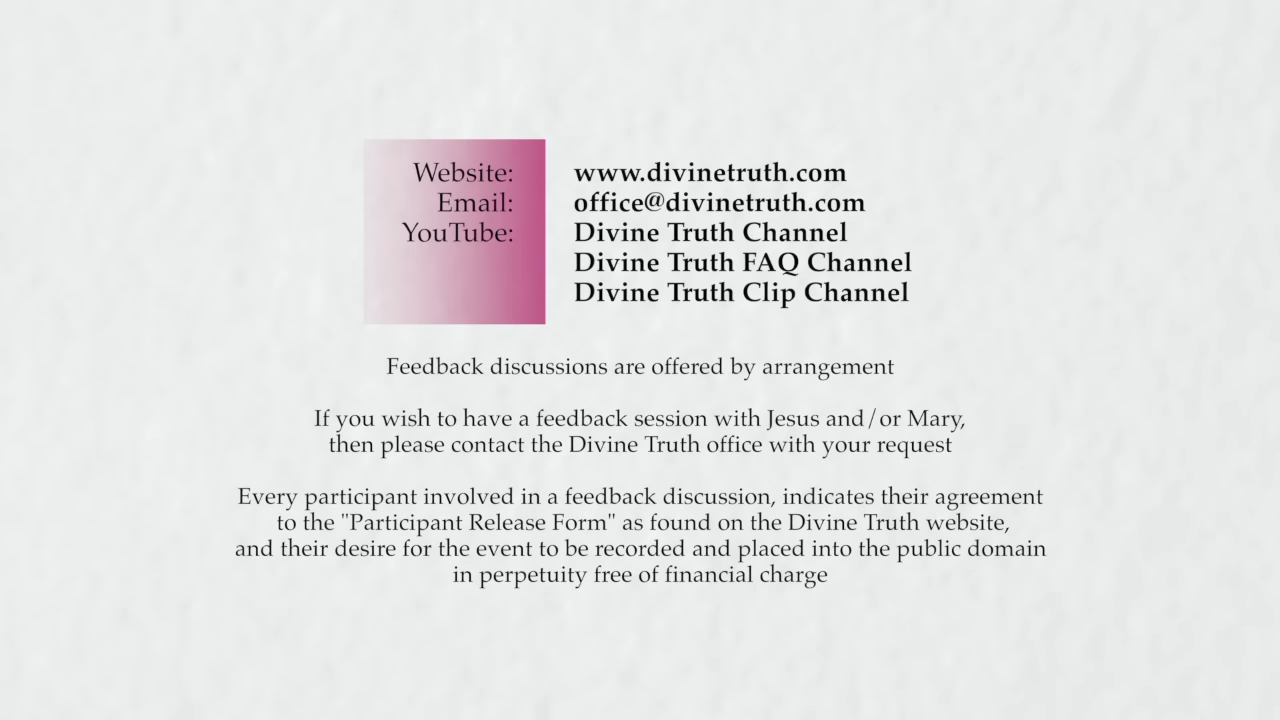 Website: www.divinetruth.com
Email: office@divinetruth.com
YouTube: Divine Truth Channel
Divine Truth FAQ Channel
Divine Truth Clip Channel
Feedback discussions are offered by arrangement
If you wish to have a feedback session with Jesus and/or Mary,
then please contact the Divine Truth office with your request
Every participant involved in a feedback discussion, indicates their agreement
to the "Participant Release Form" as found on the Divine Truth website,
and their desire for the event to be recorded and placed into the public domain
in perpetuity free of financial charge